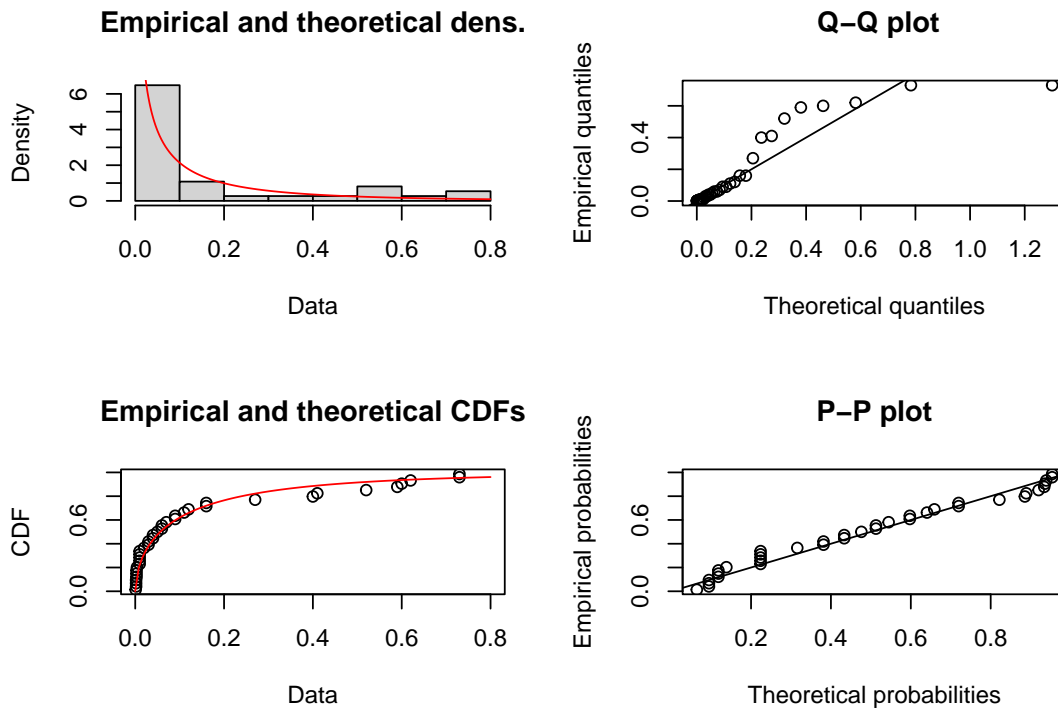 Empirical and theoretical dens.
Density
0 2 4 6
0.0 0.2 0.4 0.6 0.8
Data
Q−Q plot
Empirical quantiles
0.0 0.4
0.0 0.2 0.4 0.6 0.8 1.0 1.2
Theoretical quantiles
Empirical and theoretical CDFs
CDF
0.0 0.6
0.0 0.2 0.4 0.6 0.8
Data
P−P plot
Empirical probabilities
0.0 0.6
0.2 0.4 0.6 0.8
Theoretical probabilities